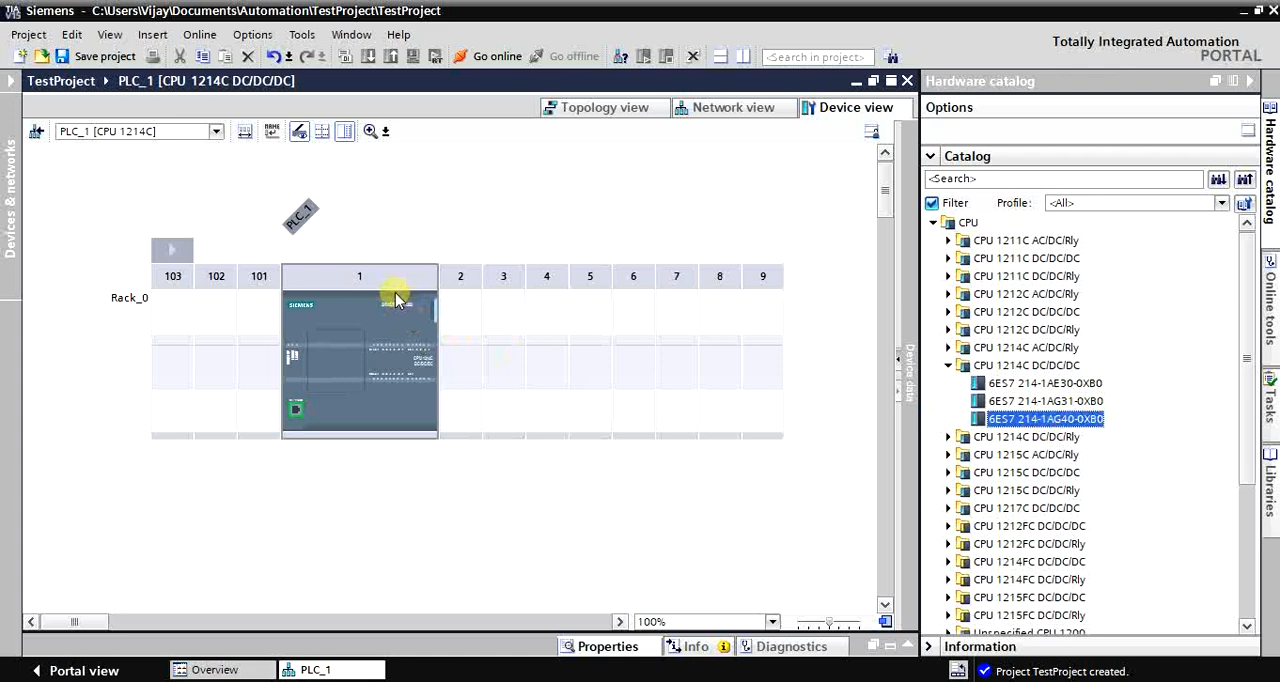 Siemens - C:\Users\Vijay\Documents\Automation\TestProject\TestProject
Project Edit View Insert Online Options Tools Window Help
Totally Integrated Automation
PORTAL
Save project
Go online
Go offline
<Search in project>
TestProject ▸ PLC_1 [CPU 1214C DC/DC/DC]
Topology view
Network view
Device view
PLC_1 [CPU 1214C]
Devices & networks
PLC_1
103 102 101 1 2 3 4 5 6 7 8 9
Rack_0
SIEMENS
Device data
100%
Properties
Info
Diagnostics
Hardware catalog
Options
Catalog
<Search>
Filter
Profile:
<All>
CPU
CPU 1211C AC/DC/Rly
CPU 1211C DC/DC/DC
CPU 1211C DC/DC/Rly
CPU 1212C AC/DC/Rly
CPU 1212C DC/DC/DC
CPU 1212C DC/DC/Rly
CPU 1214C AC/DC/Rly
CPU 1214C DC/DC/DC
6ES7 214-1AE30-0XB0
6ES7 214-1AG31-0XB0
6ES7 214-1AG40-0XB0
CPU 1214C DC/DC/Rly
CPU 1215C AC/DC/Rly
CPU 1215C DC/DC/DC
CPU 1215C DC/DC/Rly
CPU 1217C DC/DC/DC
CPU 1212FC DC/DC/DC
CPU 1212FC DC/DC/Rly
CPU 1214FC DC/DC/DC
CPU 1214FC DC/DC/Rly
CPU 1215FC DC/DC/DC
CPU 1215FC DC/DC/Rly
Unspecified CPU 1200
Information
Hardware catalog
Online tools
Tasks
Libraries
Portal view
Overview
PLC_1
Project TestProject created.